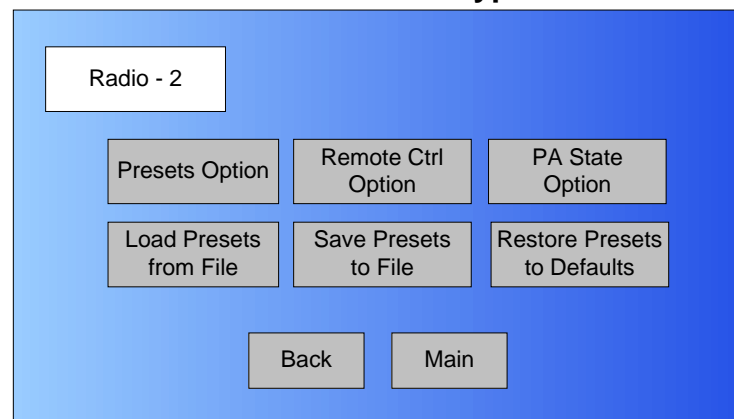 Radio - 2
Presets Option
Remote Ctrl
Option
PA State
Option
Load Presets
from File
Save Presets
to File
Restore Presets
to Defaults
Back
Main